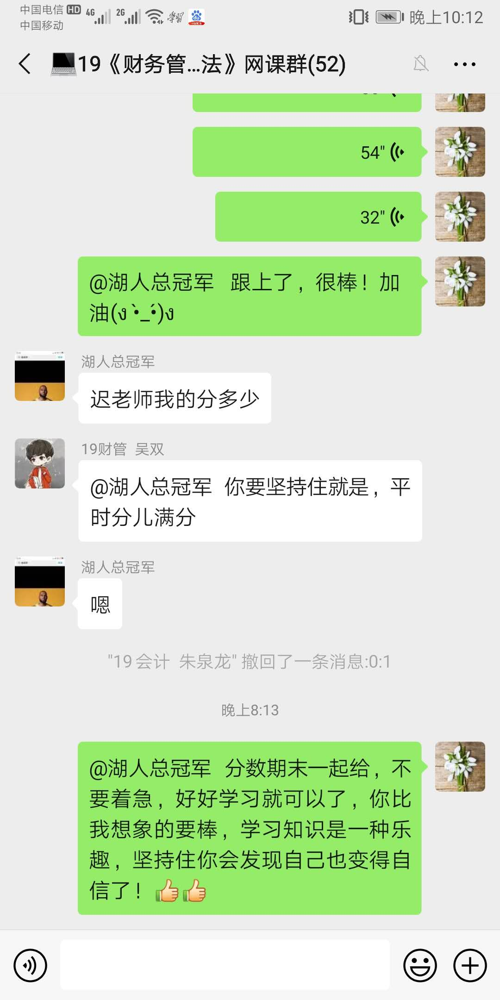 中国电信 HD 4G 2G 學習 du 晚上10:12
中国移动
19《财务管...法》网课群(52)
54"
32"
@湖人总冠军 跟上了，很棒！加
油(ง •̀_•́)ง
湖人总冠军
迟老师我的分多少
19财管 吴双
@湖人总冠军 你要坚持住就是，平
时分儿满分
湖人总冠军
嗯
"19会计 朱泉龙" 撤回了一条消息:0:1
晚上8:13
@湖人总冠军 分数期末一起给，不
要着急，好好学习就可以了，你比
我想象的要棒，学习知识是一种乐
趣，坚持住你会发现自己也变得自
信了！👍👍